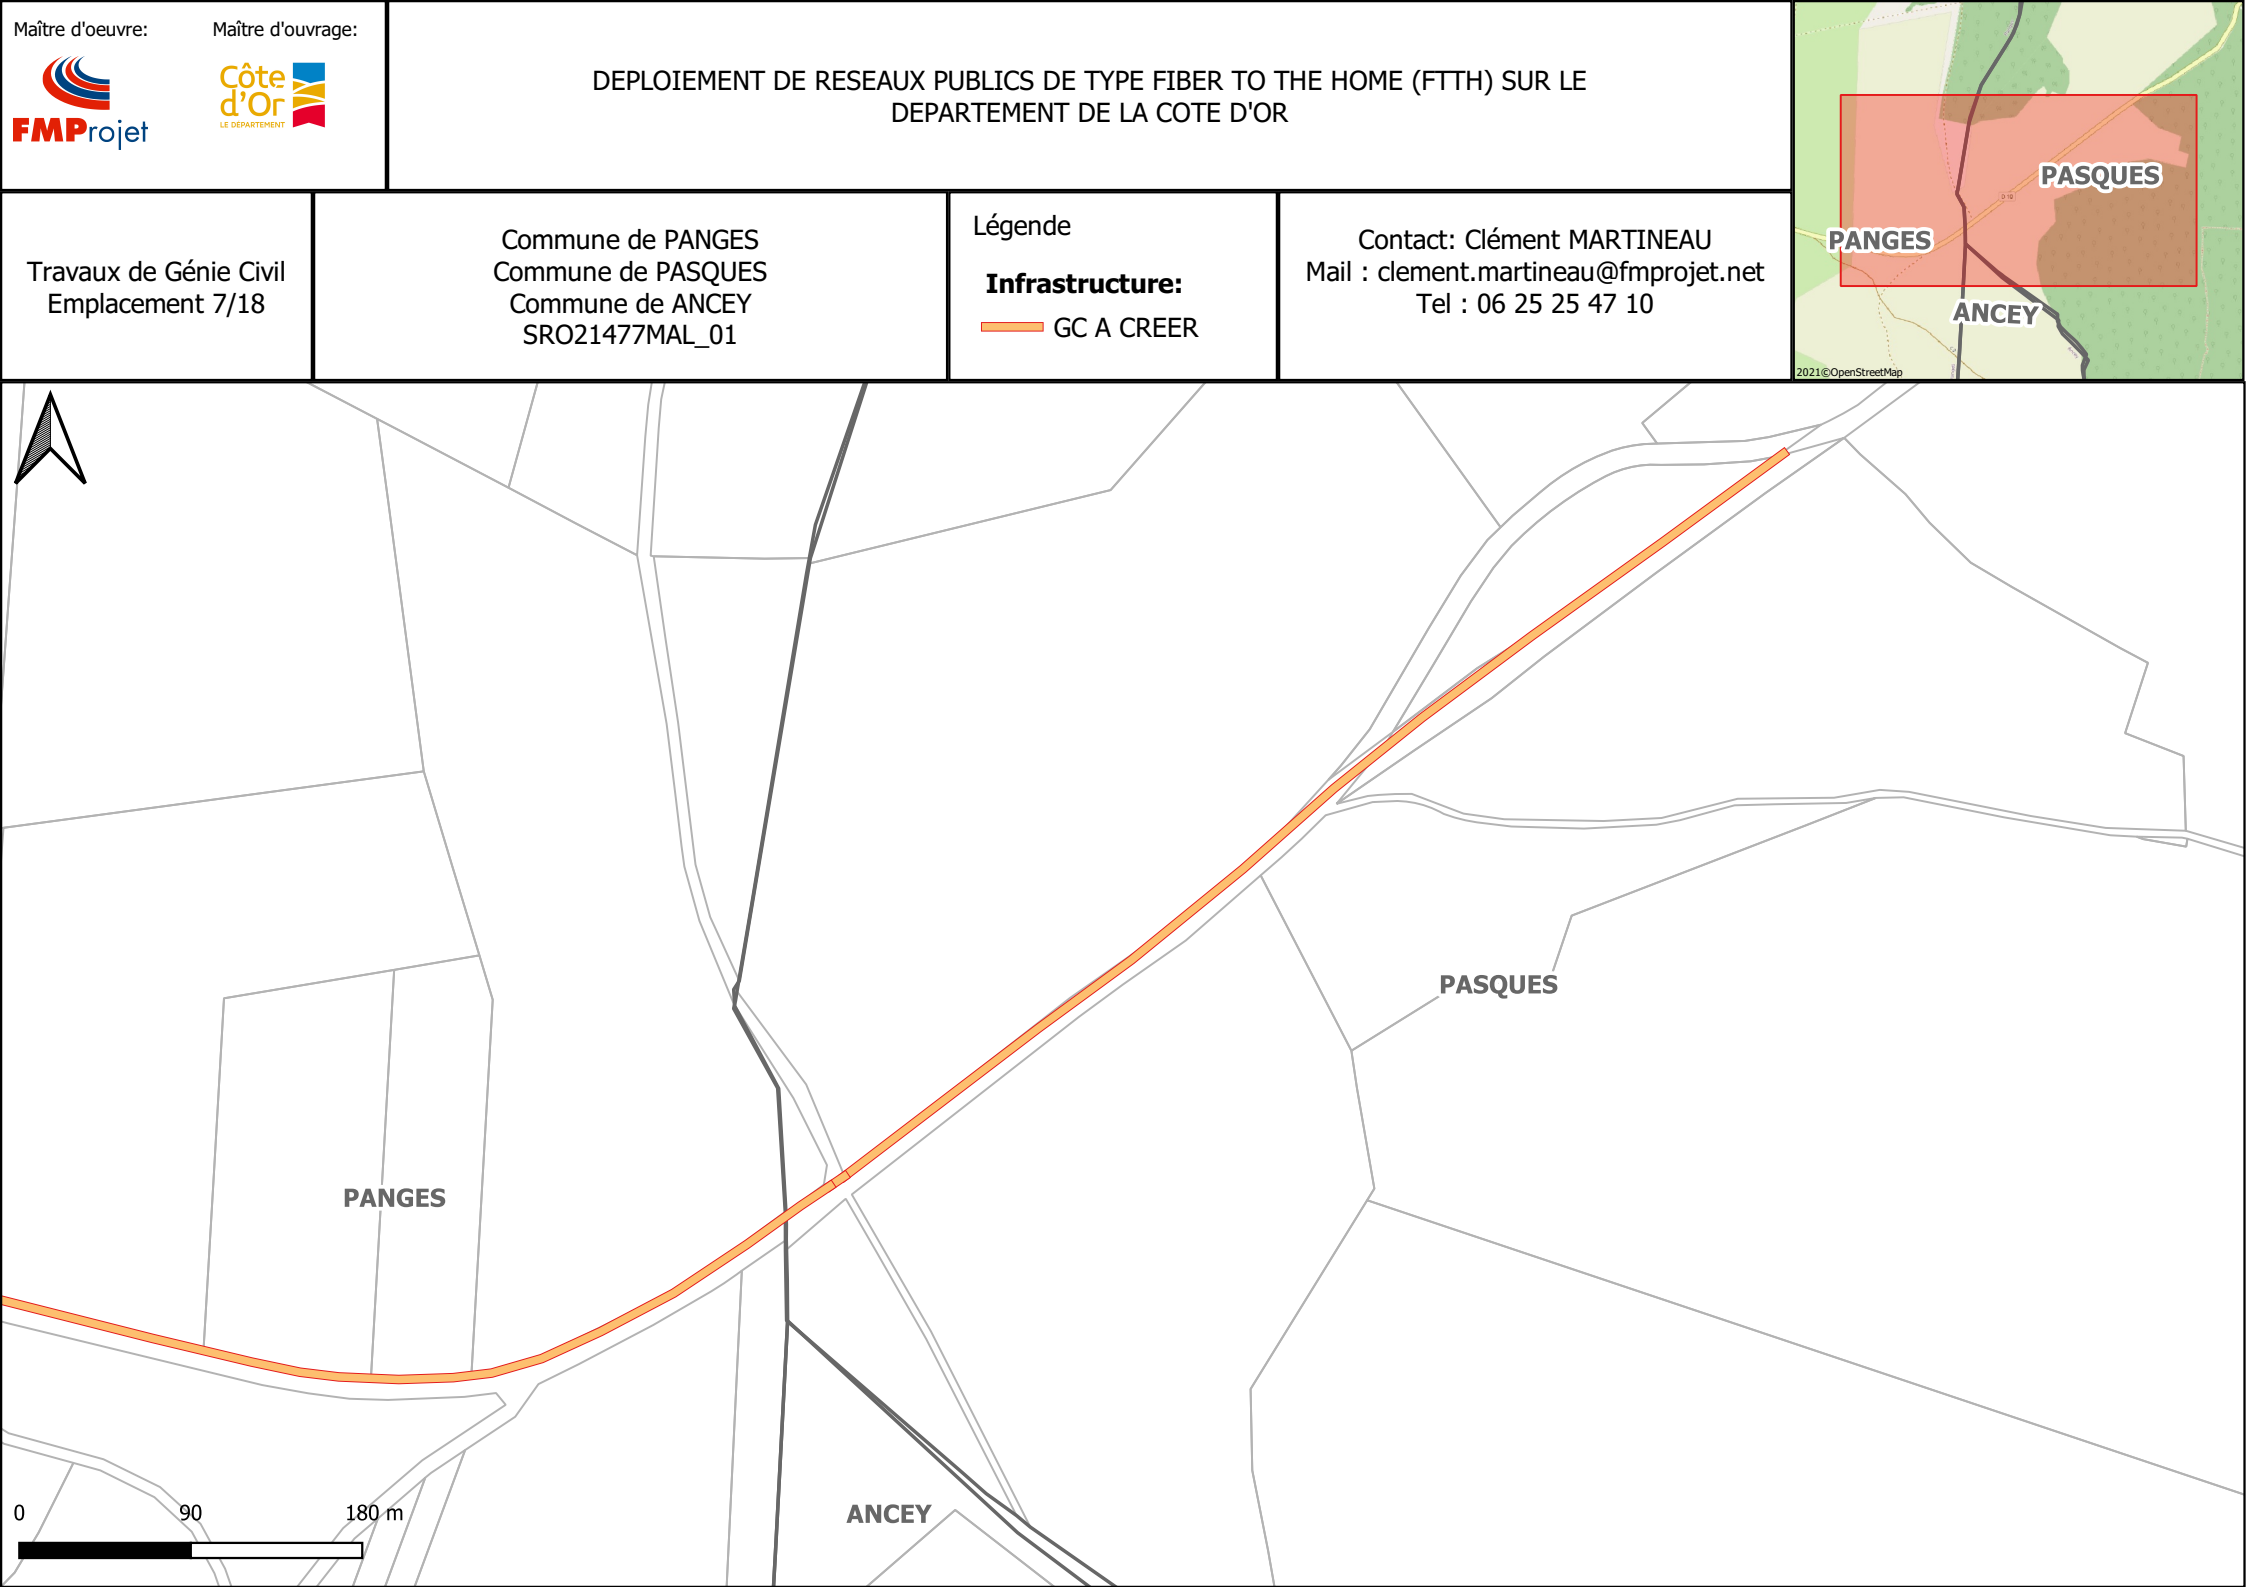 Maître d'oeuvre:
Maître d'ouvrage:
FMProjet
Côte
d'Or
LE DÉPARTEMENT
DEPLOIEMENT DE RESEAUX PUBLICS DE TYPE FIBER TO THE HOME (FTTH) SUR LE
DEPARTEMENT DE LA COTE D'OR
Travaux de Génie Civil
Emplacement 7/18
Commune de PANGES
Commune de PASQUES
Commune de ANCEY
SRO21477MAL_01
Légende
Infrastructure:
GC A CREER
Contact: Clément MARTINEAU
Mail : clement.martineau@fmprojet.net
Tel : 06 25 25 47 10
PASQUES
PANGES
ANCEY
2021©OpenStreetMap
PASQUES
PANGES
ANCEY
0
90
180 m